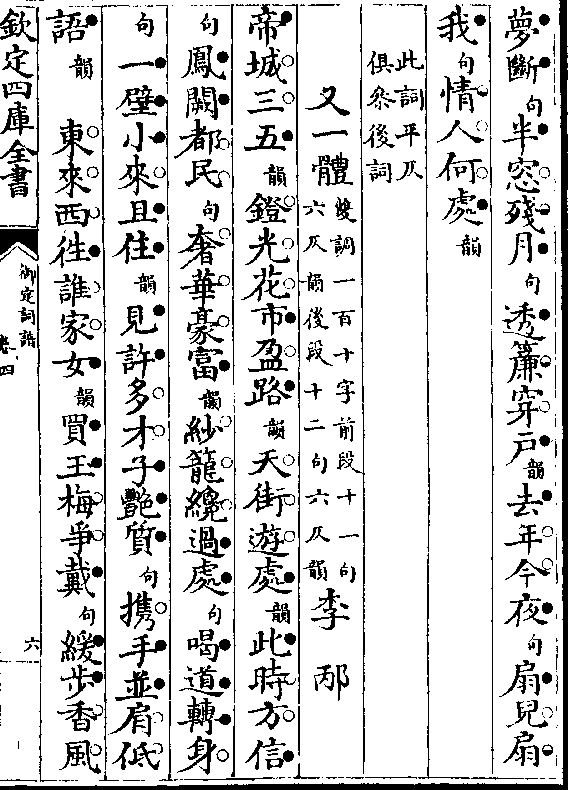 夢斷句半窓殘月句透簾穿戶韻去年今夜句扇兒扇
我句情人何處韻
此詞平仄
俱叅後詞
又一體雙調一百十字前段十一句
六仄韻後段十二句六仄韻李邴
帝城三五韻鐙光花市盈路韻天街遊處韻此時方信
句鳳闕都民句奢華豪富韻紗籠纔過處句喝道轉身
句一壁小來且住韻見許多才子艷質句携手並肩低
語韻東來西徃誰家女韻買玉梅爭戴句緩步香風
欽定四庫全書
御定詞譜
卷四
六